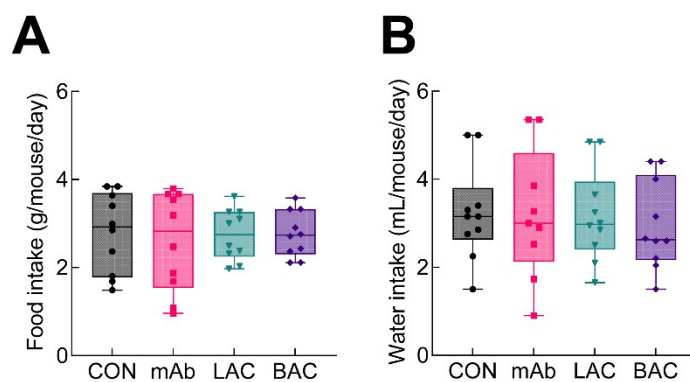 A
Food intake (g/mouse/day)
6
4
2
0
CON mAb LAC BAC
B
Water intake (mL/mouse/day)
6
4
2
0
CON mAb LAC BAC